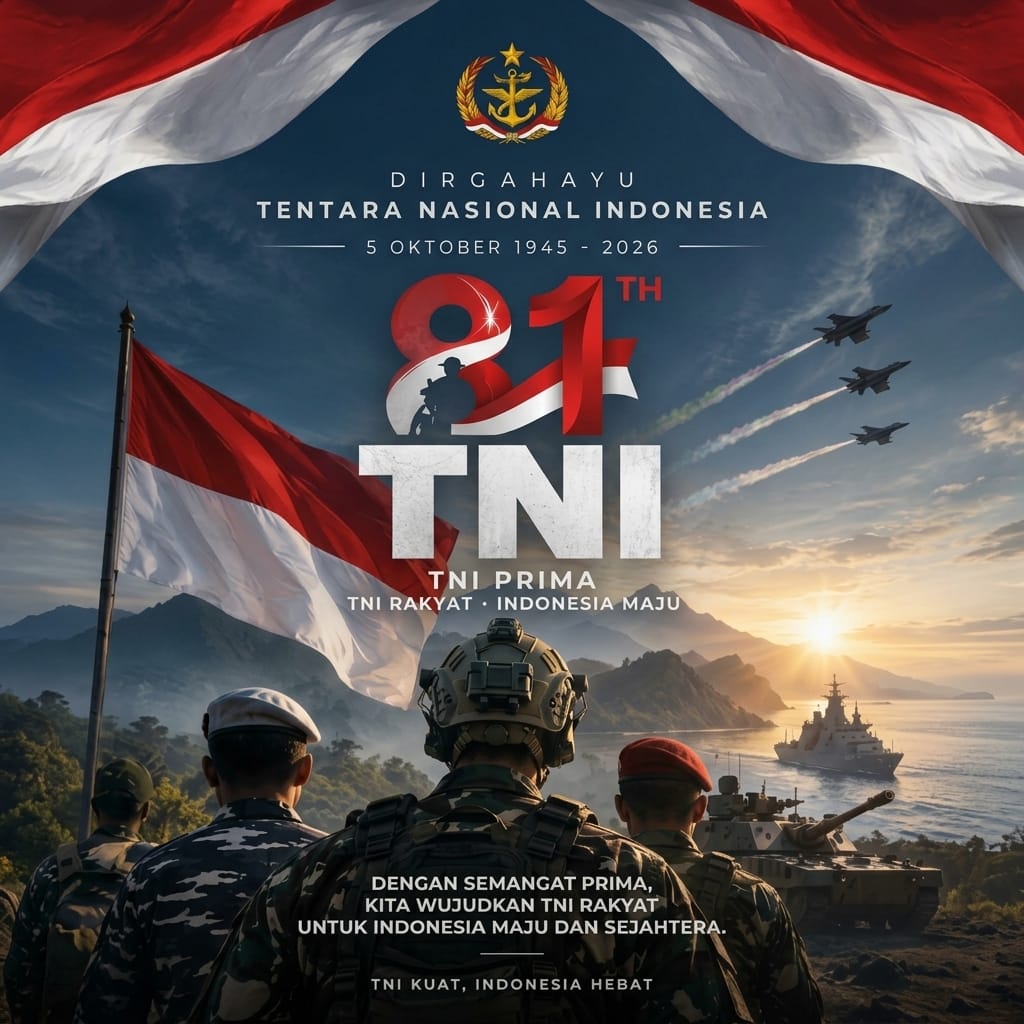 DIRGAHAYU
TENTARA NASIONAL INDONESIA
5 OKTOBER 1945 - 2026
81TH
TNI
TNI PRIMA
TNI RAKYAT · INDONESIA MAJU
DENGAN SEMANGAT PRIMA,
KITA WUJUDKAN TNI RAKYAT
UNTUK INDONESIA MAJU DAN SEJAHTERA.
TNI KUAT, INDONESIA HEBAT